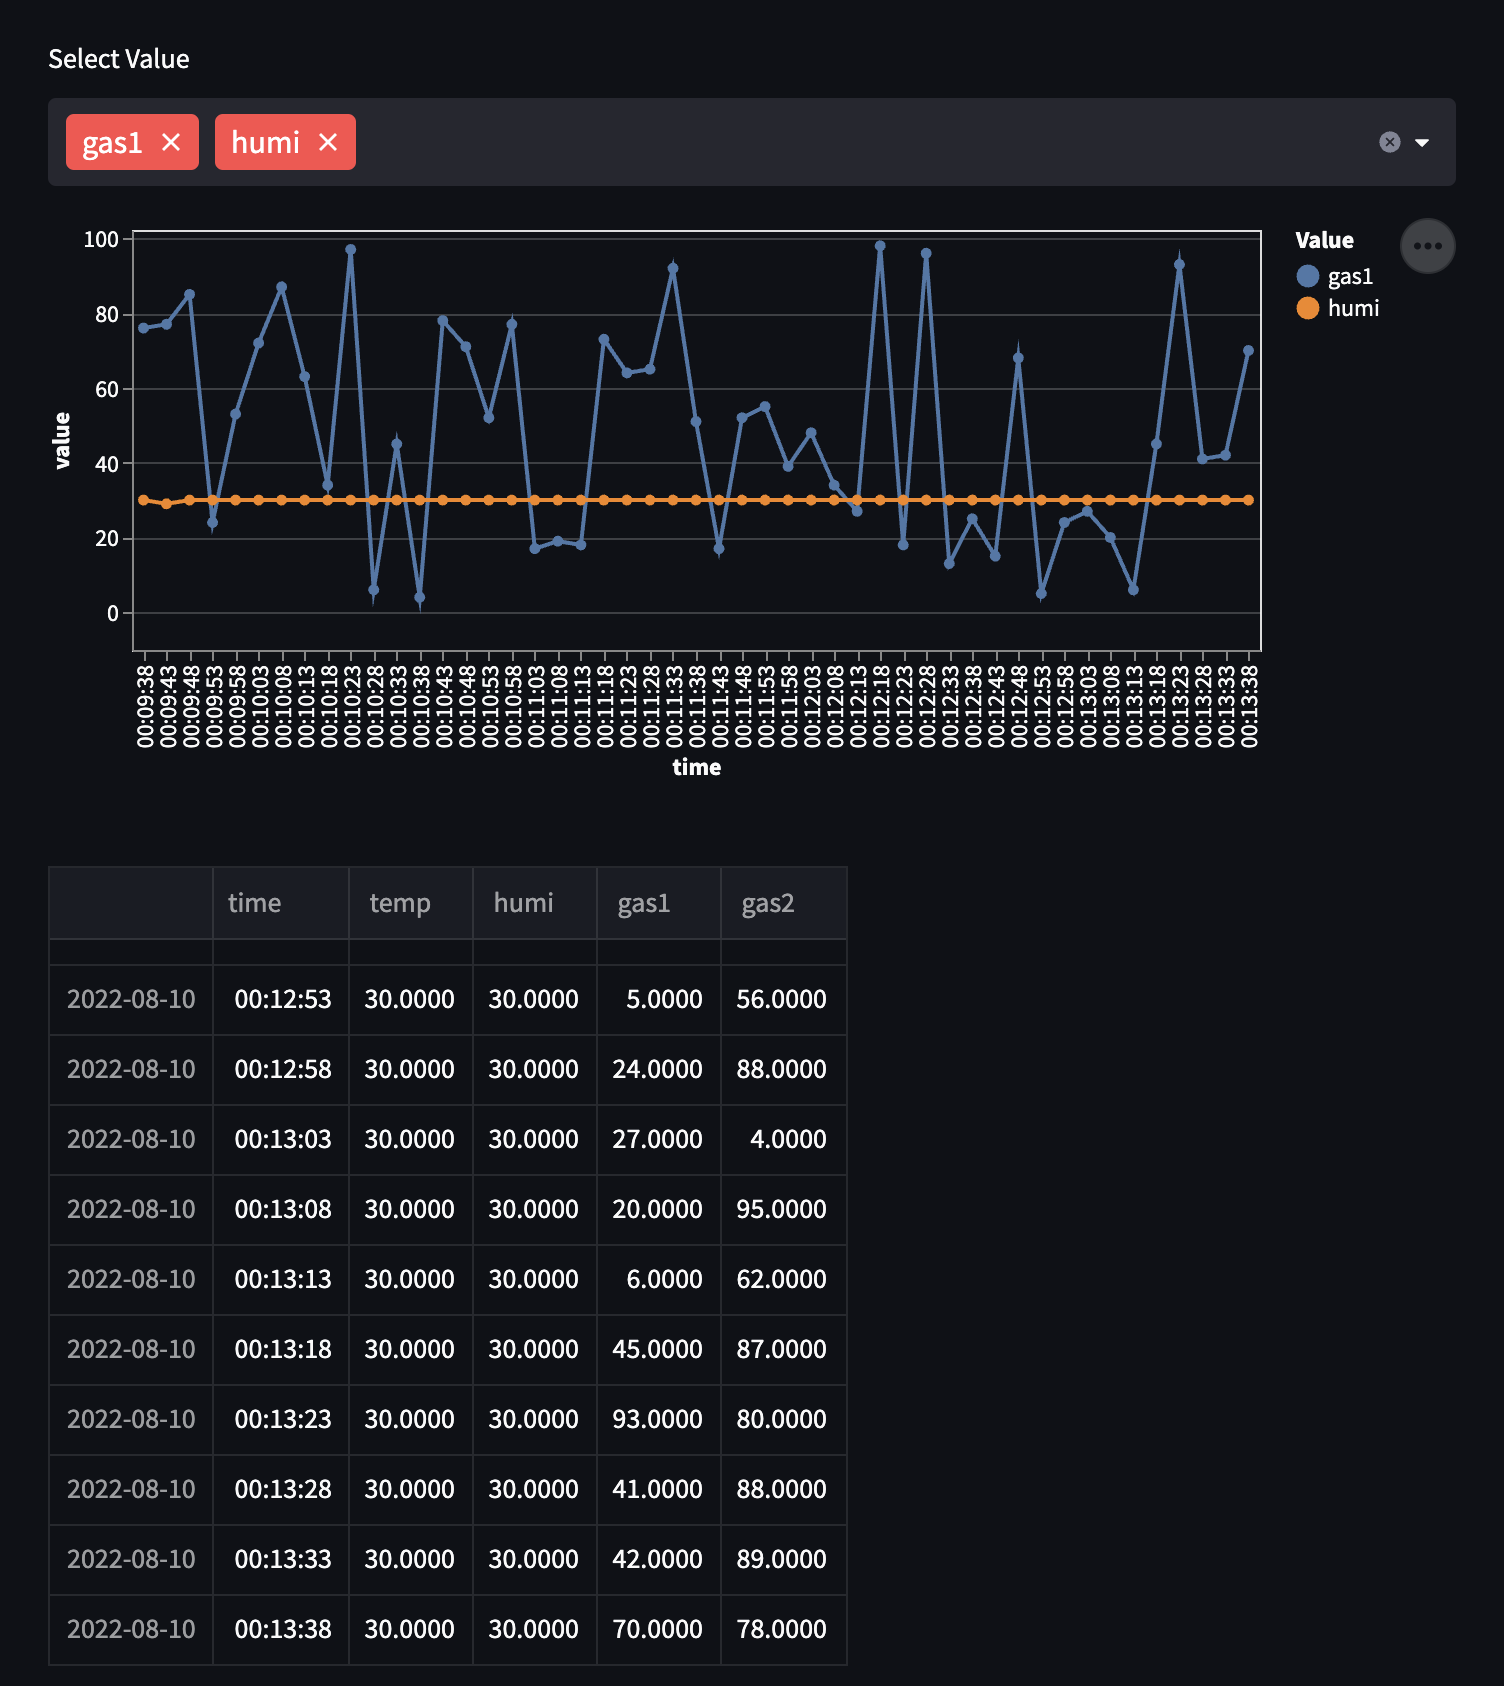 Select Value
gas1 humi
Value
gas1
humi
100
80
60
40
20
0
value
00:09:38 00:09:43 00:09:48 00:09:53 00:09:58 00:10:03 00:10:08 00:10:13 00:10:18 00:10:23 00:10:28 00:10:33 00:10:38 00:10:43 00:10:48 00:10:53 00:10:58 00:11:03 00:11:08 00:11:13 00:11:18 00:11:23 00:11:28 00:11:33 00:11:38 00:11:43 00:11:48 00:11:53 00:11:58 00:12:03 00:12:08 00:12:13 00:12:18 00:12:23 00:12:28 00:12:33 00:12:38 00:12:43 00:12:48 00:12:53 00:12:58 00:13:03 00:13:08 00:13:13 00:13:18 00:13:23 00:13:28 00:13:33 00:13:38
time
time temp humi gas1 gas2
2022-08-10 00:12:53 30.0000 30.0000 5.0000 56.0000
2022-08-10 00:12:58 30.0000 30.0000 24.0000 88.0000
2022-08-10 00:13:03 30.0000 30.0000 27.0000 4.0000
2022-08-10 00:13:08 30.0000 30.0000 20.0000 95.0000
2022-08-10 00:13:13 30.0000 30.0000 6.0000 62.0000
2022-08-10 00:13:18 30.0000 30.0000 45.0000 87.0000
2022-08-10 00:13:23 30.0000 30.0000 93.0000 80.0000
2022-08-10 00:13:28 30.0000 30.0000 41.0000 88.0000
2022-08-10 00:13:33 30.0000 30.0000 42.0000 89.0000
2022-08-10 00:13:38 30.0000 30.0000 70.0000 78.0000